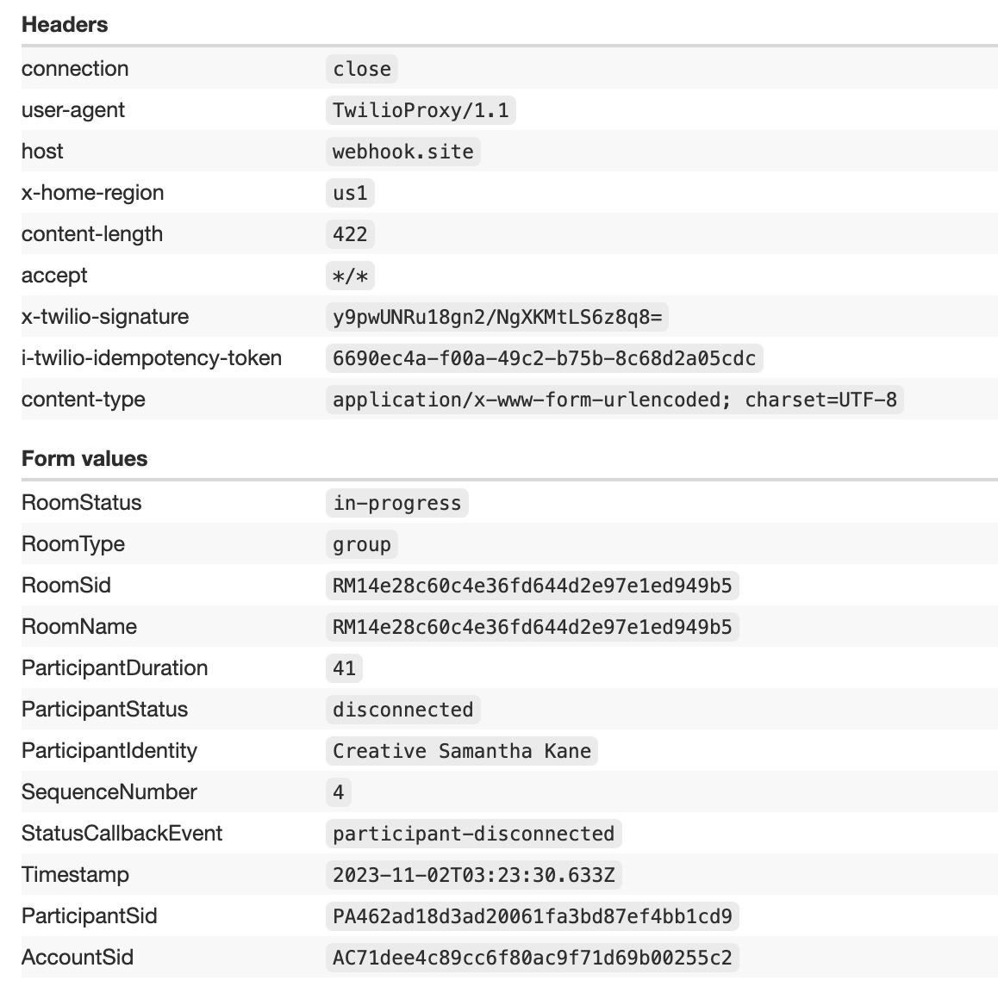 Headers
connection close
user-agent TwilioProxy/1.1
host webhook.site
x-home-region us1
content-length 422
accept */*
x-twilio-signature y9pwUNRu18gn2/NgXKMtLS6z8q8=
i-twilio-idempotency-token 6690ec4a-f00a-49c2-b75b-8c68d2a05cdc
content-type application/x-www-form-urlencoded; charset=UTF-8
Form values
RoomStatus in-progress
RoomType group
RoomSid RM14e28c60c4e36fd644d2e97e1ed949b5
RoomName RM14e28c60c4e36fd644d2e97e1ed949b5
ParticipantDuration 41
ParticipantStatus disconnected
ParticipantIdentity Creative Samantha Kane
SequenceNumber 4
StatusCallbackEvent participant-disconnected
Timestamp 2023-11-02T03:23:30.633Z
ParticipantSid PA462ad18d3ad20061fa3bd87ef4bb1cd9
AccountSid AC71dee4c89cc6f80ac9f71d69b00255c2